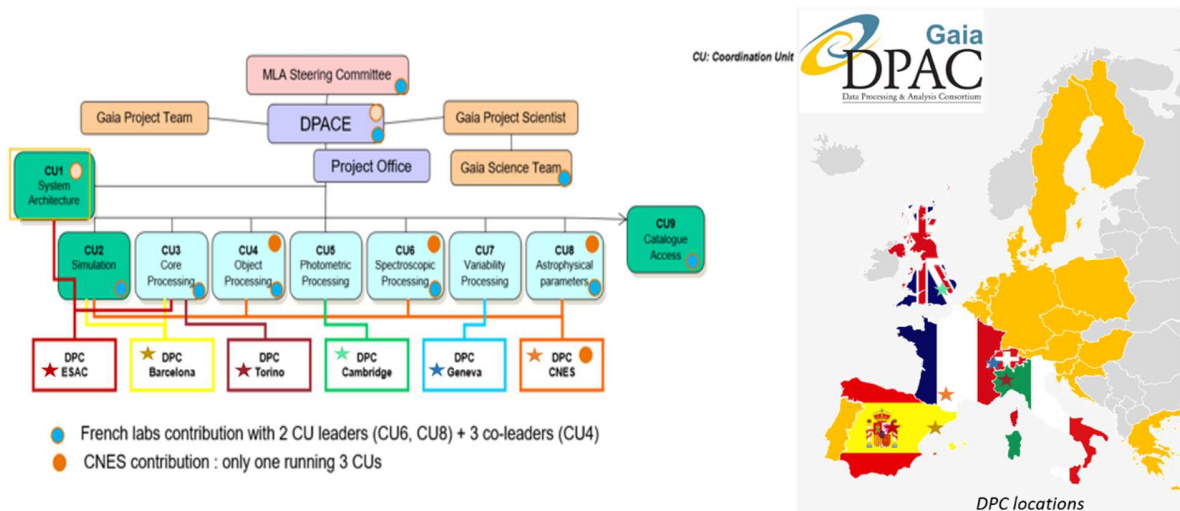 MLA Steering Committee
CU: Coordination Unit
Gaia
DPAC
Data Processing & Analysis Consortium
Gaia Project Team
DPACE
Gaia Project Scientist
Project Office
Gaia Science Team
CU1
System
Architecture
CU9
Catalogue
Access
CU2
Simulation
CU3
Core
Processing
CU4
Object
Processing
CU5
Photometric
Processing
CU6
Spectroscopic
Processing
CU7
Variability
Processing
CU8
Astrophysical
parameters
DPC
ESAC
DPC
Barcelona
DPC
Torino
DPC
Cambridge
DPC
Geneva
DPC
CNES
French labs contribution with 2 CU leaders (CU6, CU8) + 3 co-leaders (CU4)
CNES contribution : only one running 3 CUs
DPC locations